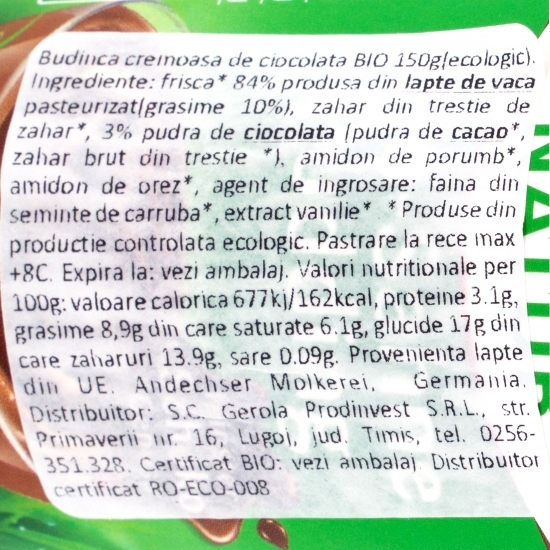 Budinca cremoasa de ciocolata BIO 150g(ecologic).
Ingrediente: frisca* 84% produsa din lapte de vaca
pasteurizat(grasime 10%), zahar din trestie de
zahar*, 3% pudra de ciocolata (pudra de cacao*,
zahar brut din trestie *), amidon de porumb*,
amidon de orez*, agent de ingrosare: faina din
seminte de carruba*, extract vanilie* *Produse din
productie controlata ecologic. Pastrare la rece max
+8C. Expira la: vezi ambalaj. Valori nutritionale per
100g: valoare calorica 677kj/162kcal, proteine 3.1g,
grasime 8,9g din care saturate 6.1g, glucide 17g din
care zaharuri 13.9g, sare 0.09g. Provenienta lapte
din UE. Andechser Molkerei, Germania.
Distribuitor: S.C. Gerola Prodinvest S.R.L., str.
Primaverii nr. 16, Lugoj, jud. Timis, tel. 0256-
351.328. Certificat BIO: vezi ambalaj. Distribuitor
certificat RO-ECO-008